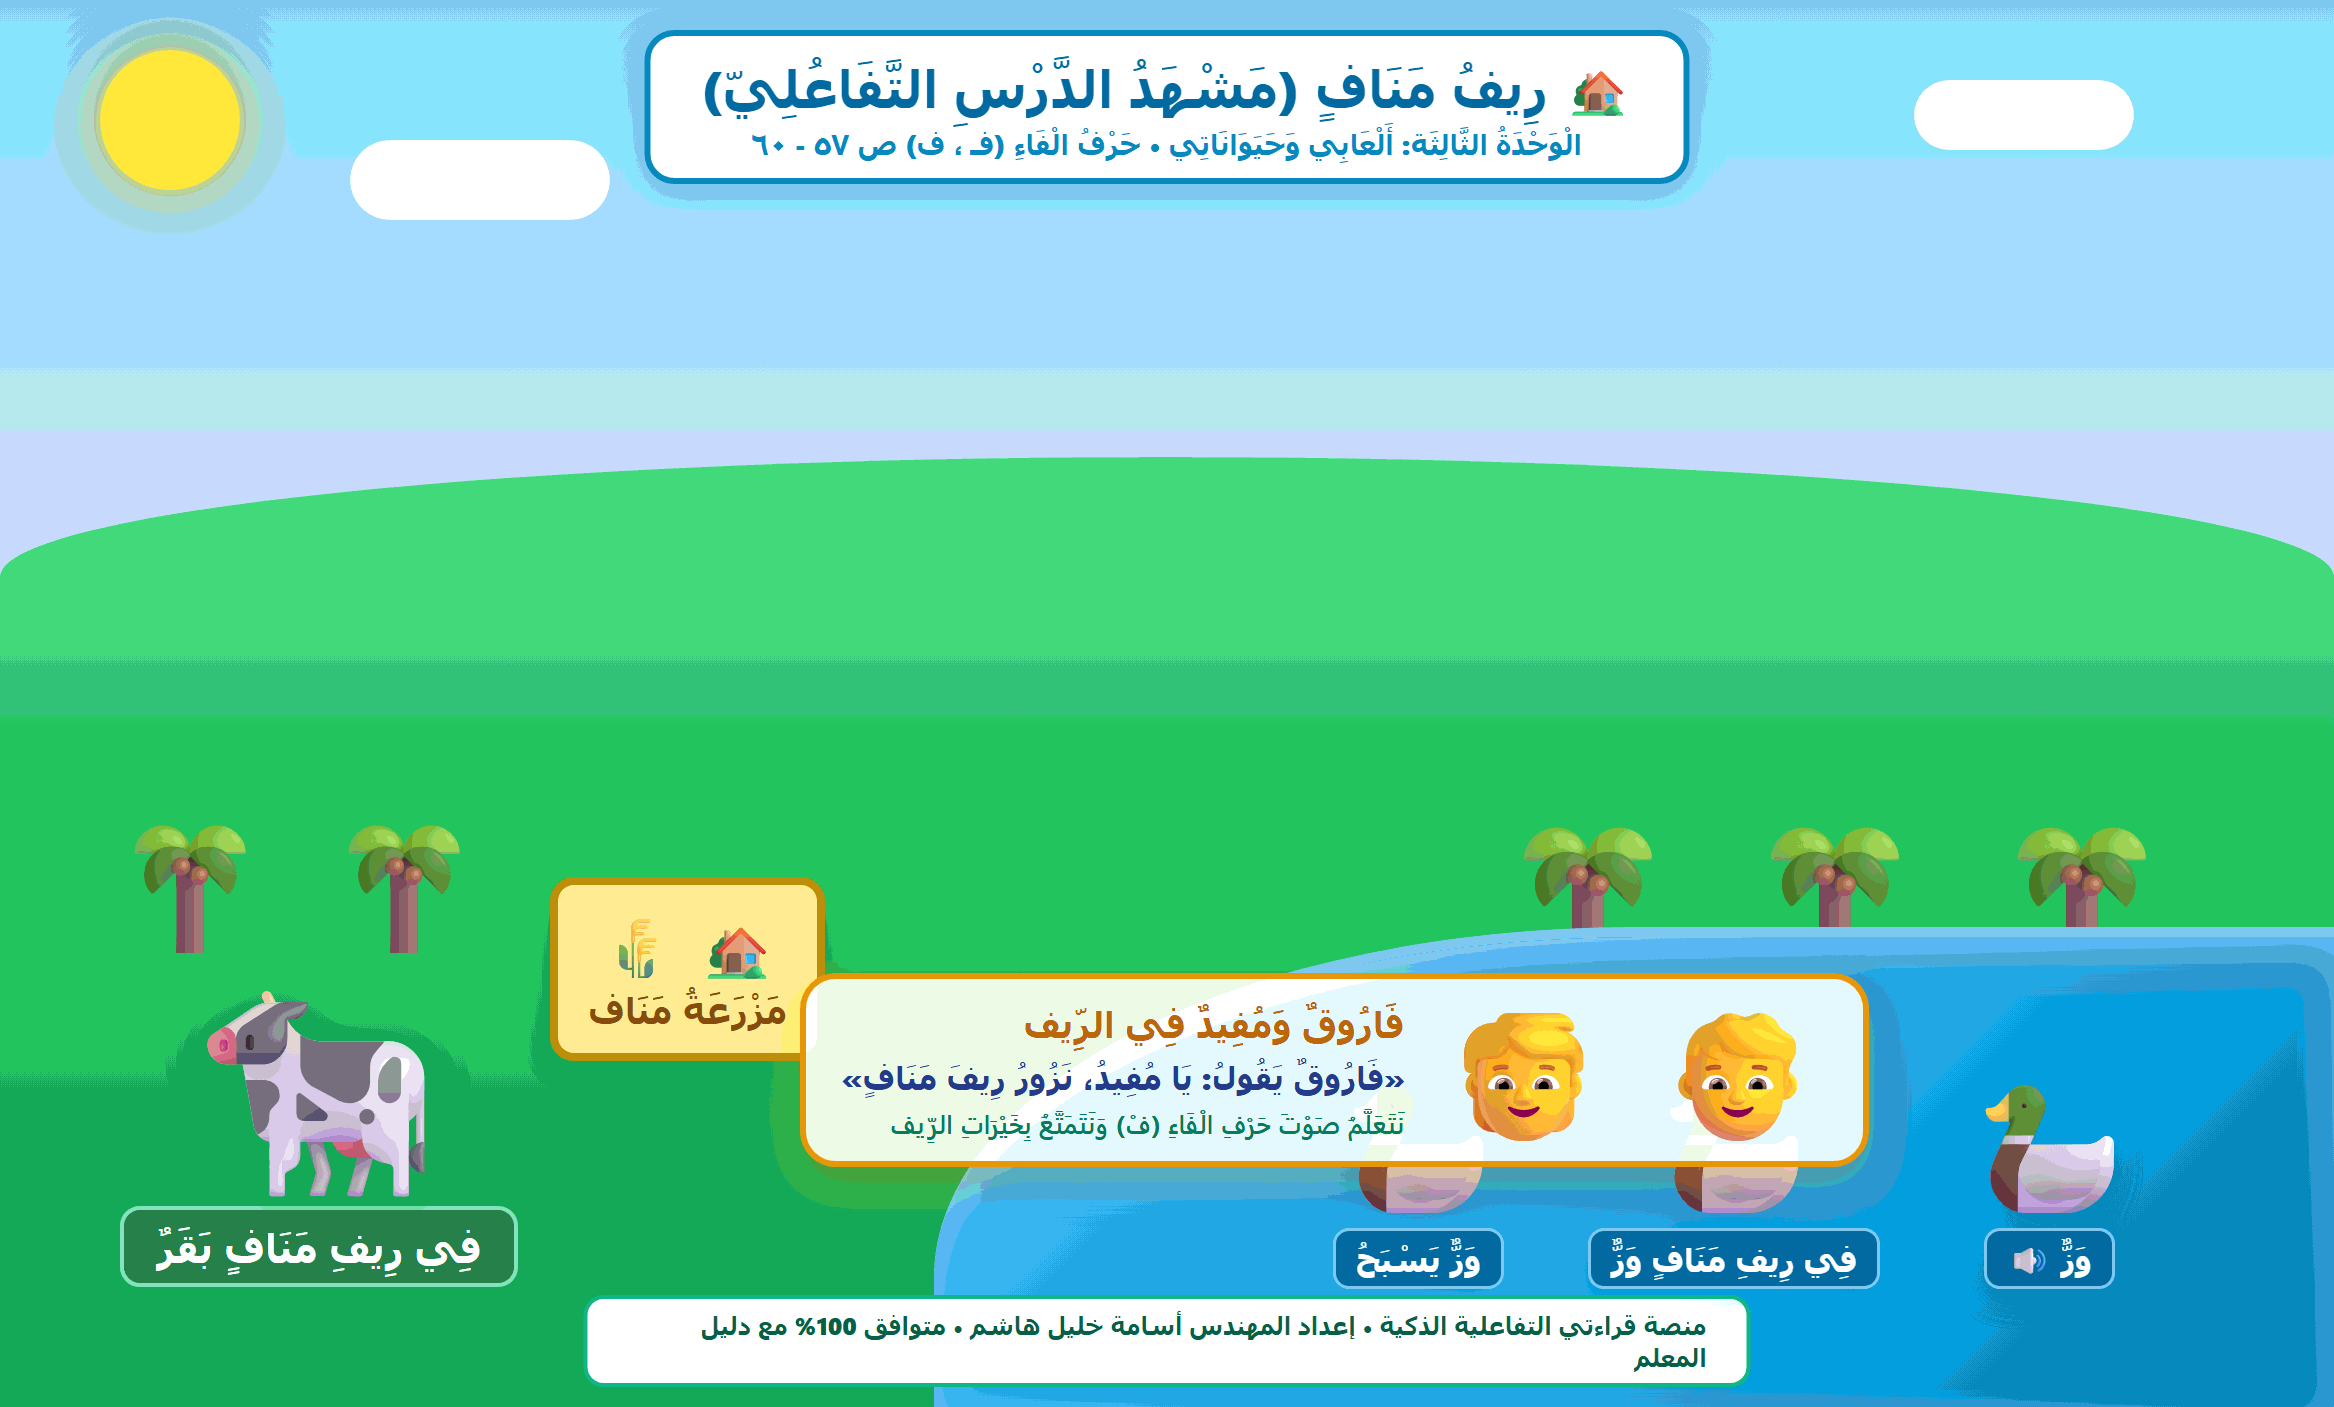 رِيفُ مَنَافٍ (مَشْهَدُ الدَّرْسِ التَّفَاعُلِيّ)
الْوَحْدَةُ الثَّالِثَة: أَلْعَابِي وَحَيَوَانَاتِي • حَرْفُ الْفَاءِ (فـ ، ف) ص ٥٧ - ٦٠
مَزْرَعَةُ مَنَاف
فَارُوقٌ وَمُفِيدٌ فِي الرِّيف
«فَارُوقٌ يَقُولُ: يَا مُفِيدُ، نَزُورُ رِيفَ مَنَافٍ»
نَتَعَلَّمُ صَوْتَ حَرْفِ الْفَاءِ (فْ) وَنَتَمَتَّعُ بِخَيْرَاتِ الرِّيف
وَزٌّ
فِي رِيفِ مَنَافٍ وَزٌّ
وَزٌّ يَسْبَحُ
فِي رِيفِ مَنَافٍ بَقَرٌ
منصة قراءتي التفاعلية الذكية • إعداد المهندس أسامة خليل هاشم • متوافق 100% مع دليل
المعلم